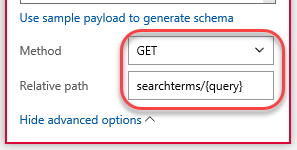 Use sample payload to generate schema
Method GET
Relative path searchterms/{query}
Hide advanced options